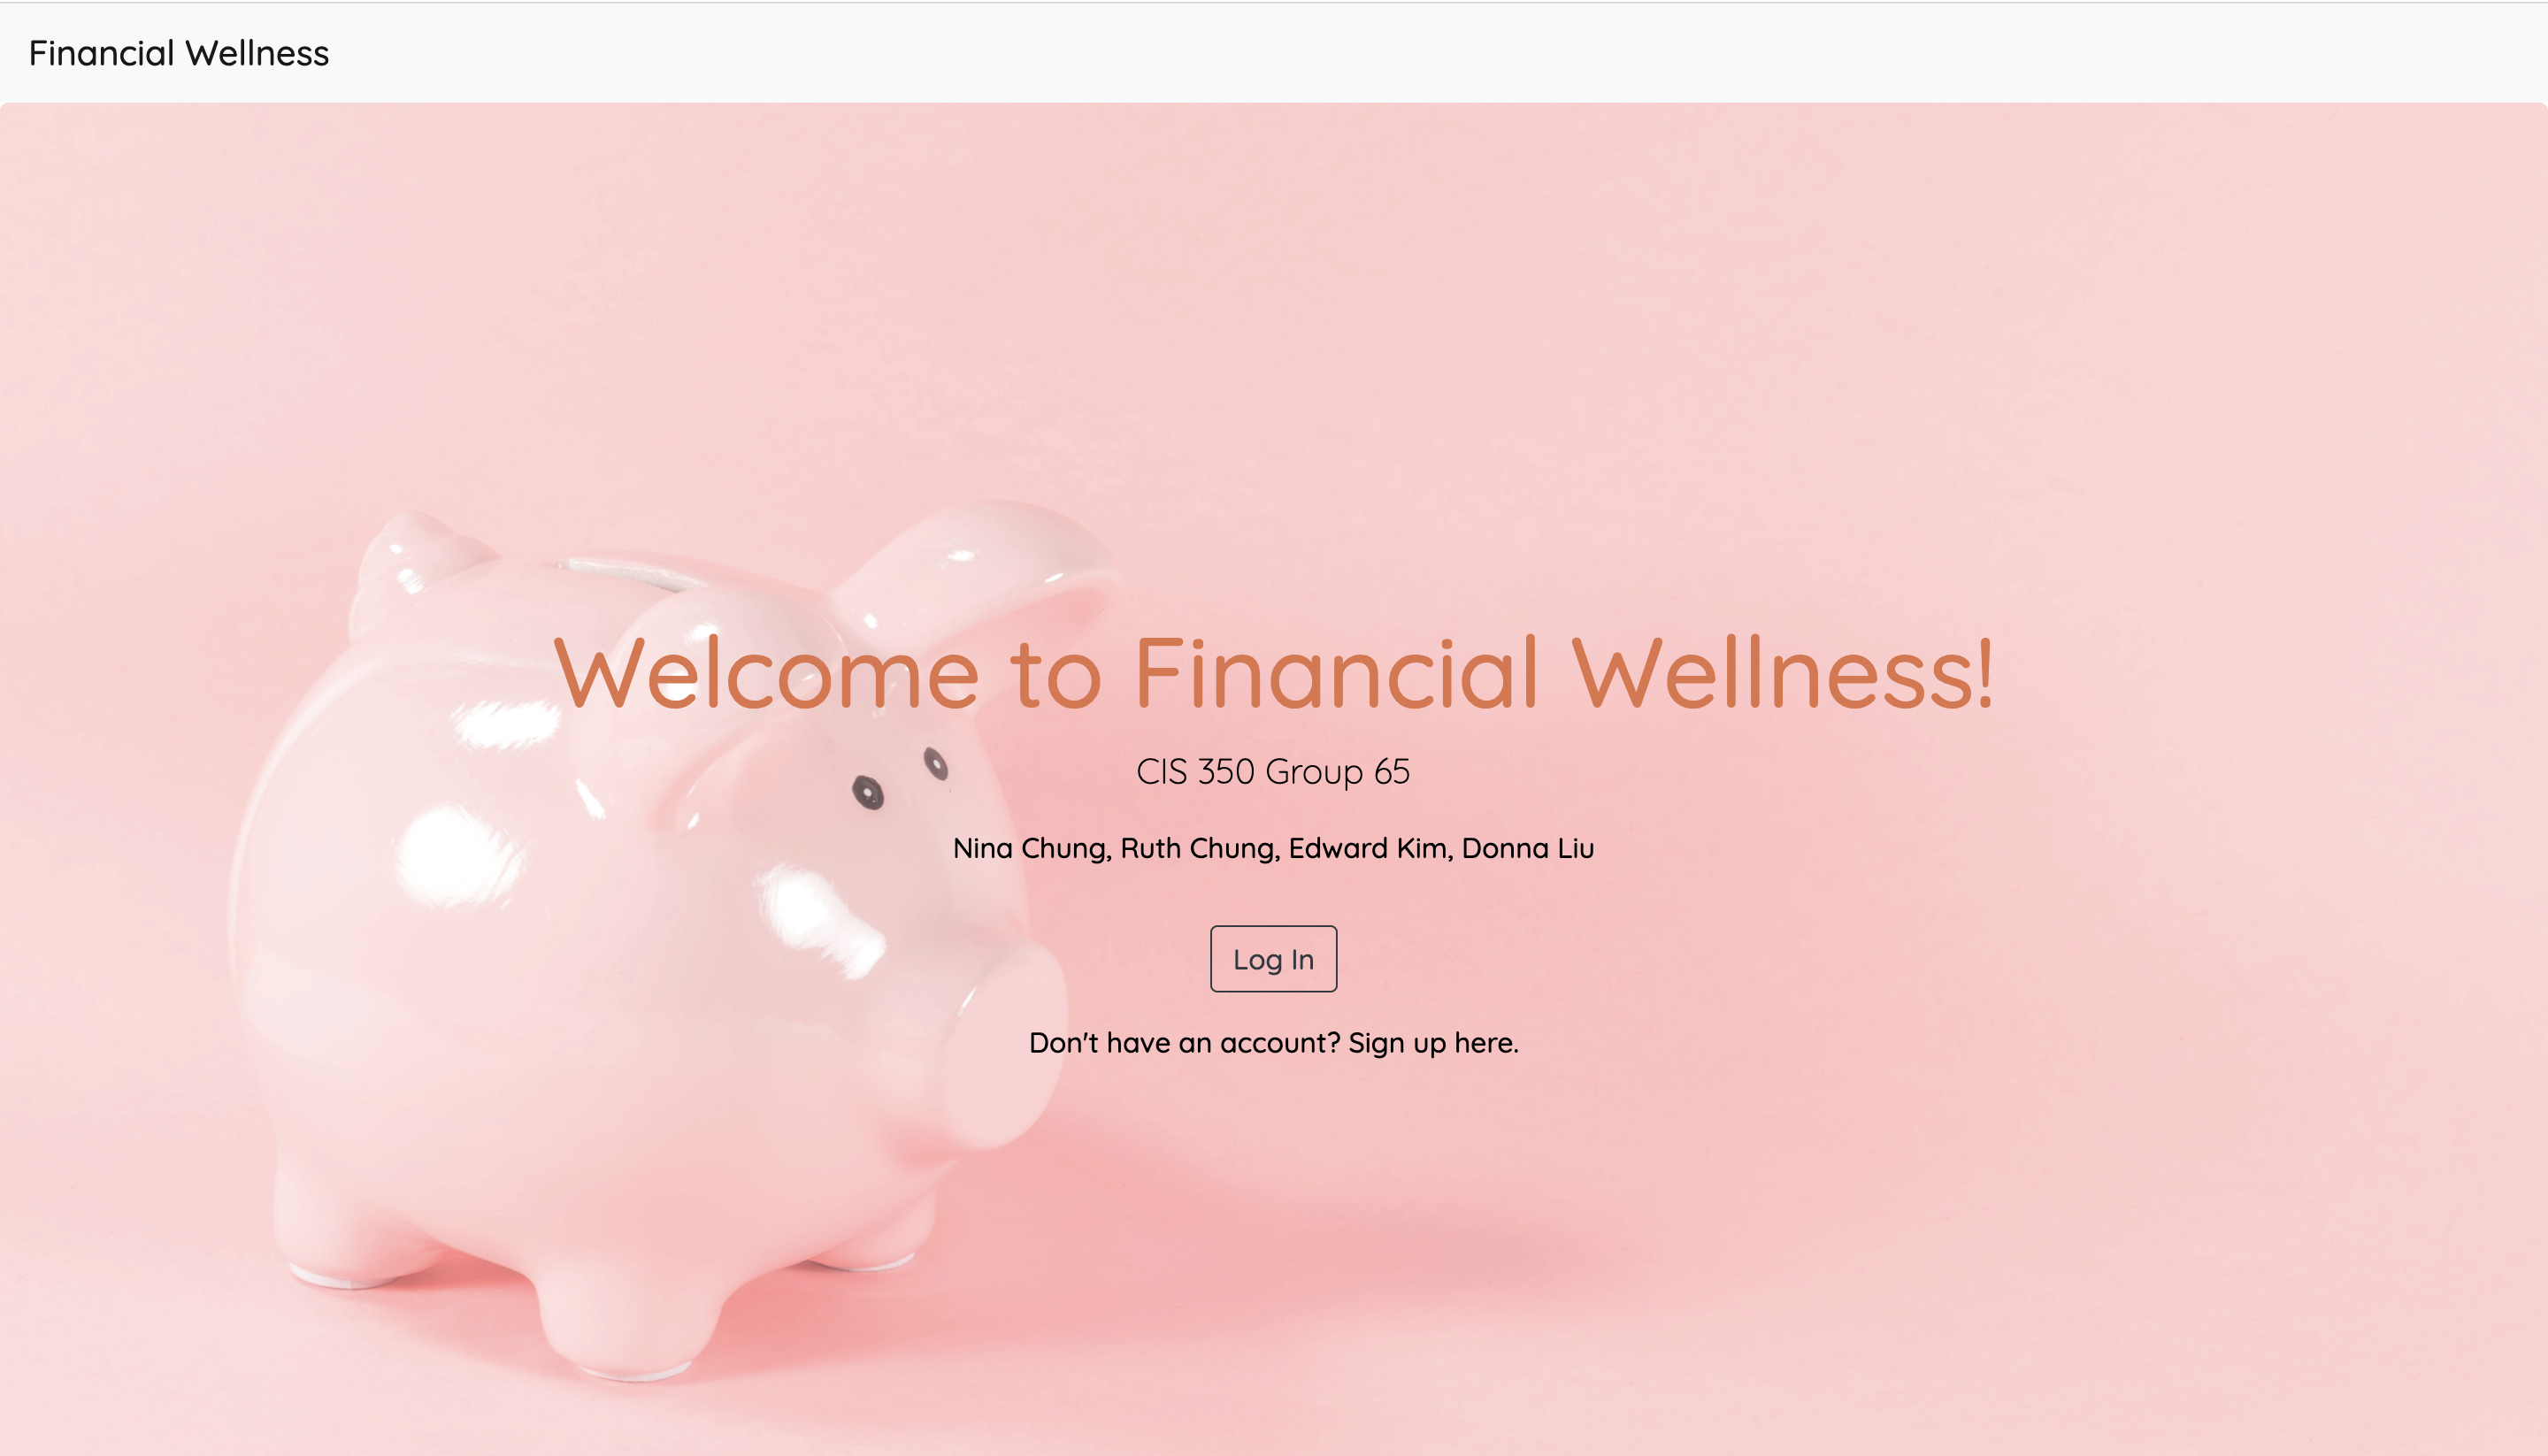 Financial Wellness
Welcome to Financial Wellness!
CIS 350 Group 65
Nina Chung, Ruth Chung, Edward Kim, Donna Liu
Log In
Don't have an account? Sign up here.